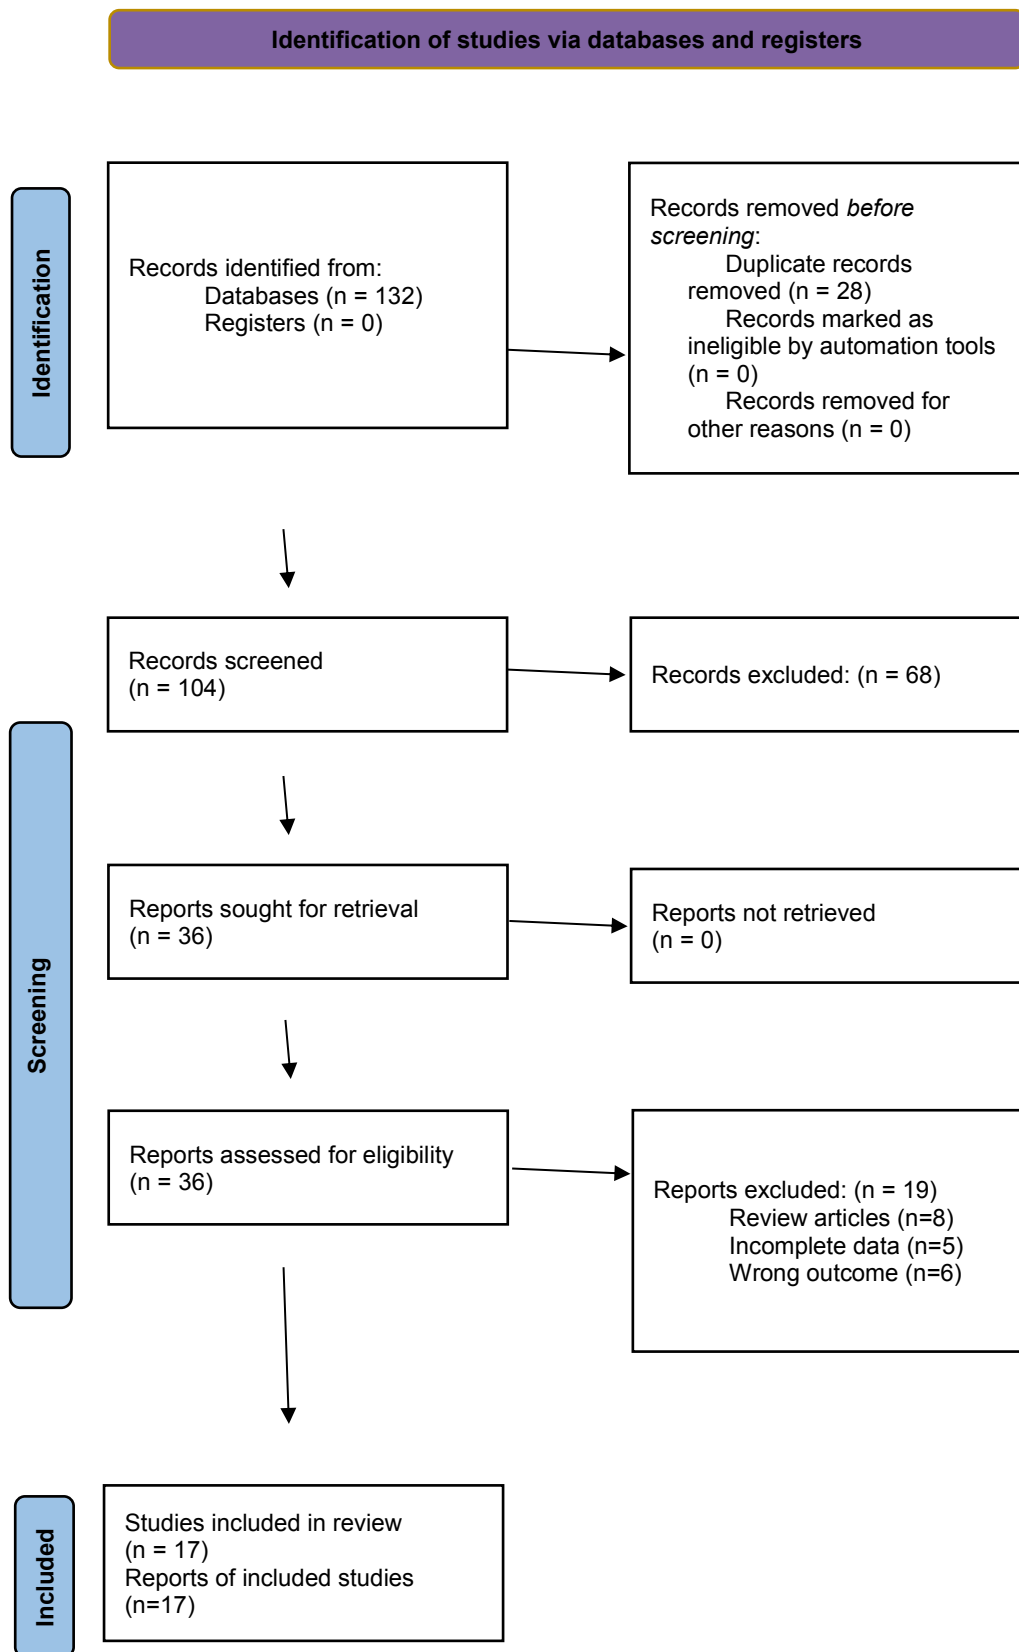 Identification of studies via databases and registers
Identification
Records identified from:
Databases (n = 132)
Registers (n = 0)
Records removed before
screening:
Duplicate records
removed (n = 28)
Records marked as
ineligible by automation tools
(n = 0)
Records removed for
other reasons (n = 0)
Screening
Records screened
(n = 104)
Records excluded: (n = 68)
Reports sought for retrieval
(n = 36)
Reports not retrieved
(n = 0)
Reports assessed for eligibility
(n = 36)
Reports excluded: (n = 19)
Review articles (n=8)
Incomplete data (n=5)
Wrong outcome (n=6)
Included
Studies included in review
(n = 17)
Reports of included studies
(n=17)